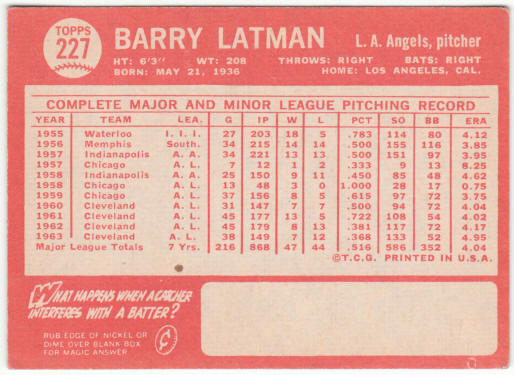 TOPPS
227
BARRY LATMAN L. A. Angels, pitcher
HT: 6'3" WT: 208 THROWS: RIGHT BATS: RIGHT
BORN: MAY 21, 1936 HOME: LOS ANGELES, CAL.
COMPLETE MAJOR AND MINOR LEAGUE PITCHING RECORD
YEAR TEAM LEA. G IP W L PCT SO BB ERA
1955 Waterloo I. I. I. 27 203 18 5 .783 114 80 4.12
1956 Memphis South. 34 215 14 14 .500 155 116 3.85
1957 Indianapolis A. A. 34 221 13 13 .500 151 97 3.95
1957 Chicago A. L. 7 12 1 2 .333 9 13 8.25
1958 Indianapolis A. A. 25 150 9 11 .450 85 48 4.62
1958 Chicago A. L. 13 48 3 0 1.000 28 17 0.75
1959 Chicago A. L. 37 156 8 5 .615 97 72 3.75
1960 Cleveland A. L. 31 147 7 7 .500 94 72 4.04
1961 Cleveland A. L. 45 177 13 5 .722 108 54 4.02
1962 Cleveland A. L. 45 179 8 13 .381 117 72 4.17
1963 Cleveland A. L. 38 149 7 12 .368 133 52 4.95
Major League Totals 7 Yrs. 216 868 47 44 .516 586 352 4.04
©T.C.G. PRINTED IN U.S.A.
WHAT HAPPENS WHEN A CATCHER
INTERFERES WITH A BATTER?
RUB EDGE OF NICKEL OR
DIME OVER BLANK BOX
FOR MAGIC ANSWER
¢